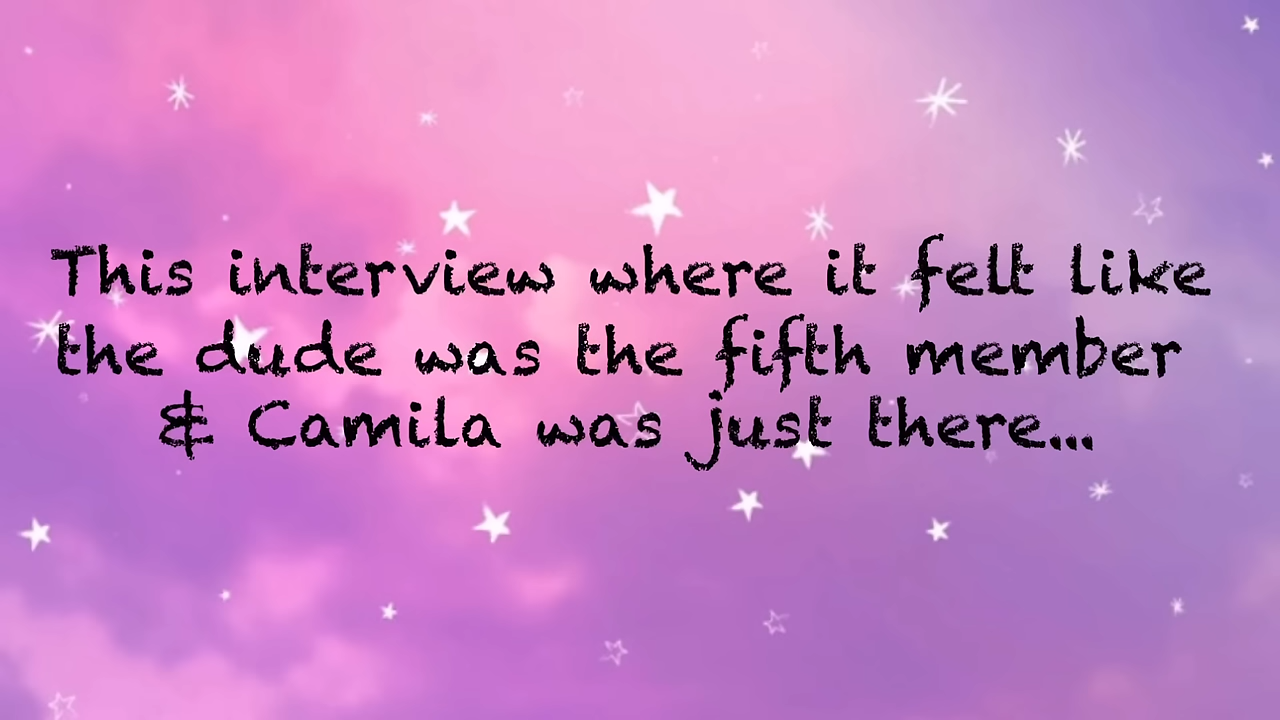 This interview where it felt like
the dude was the fifth member
& Camila was just there...